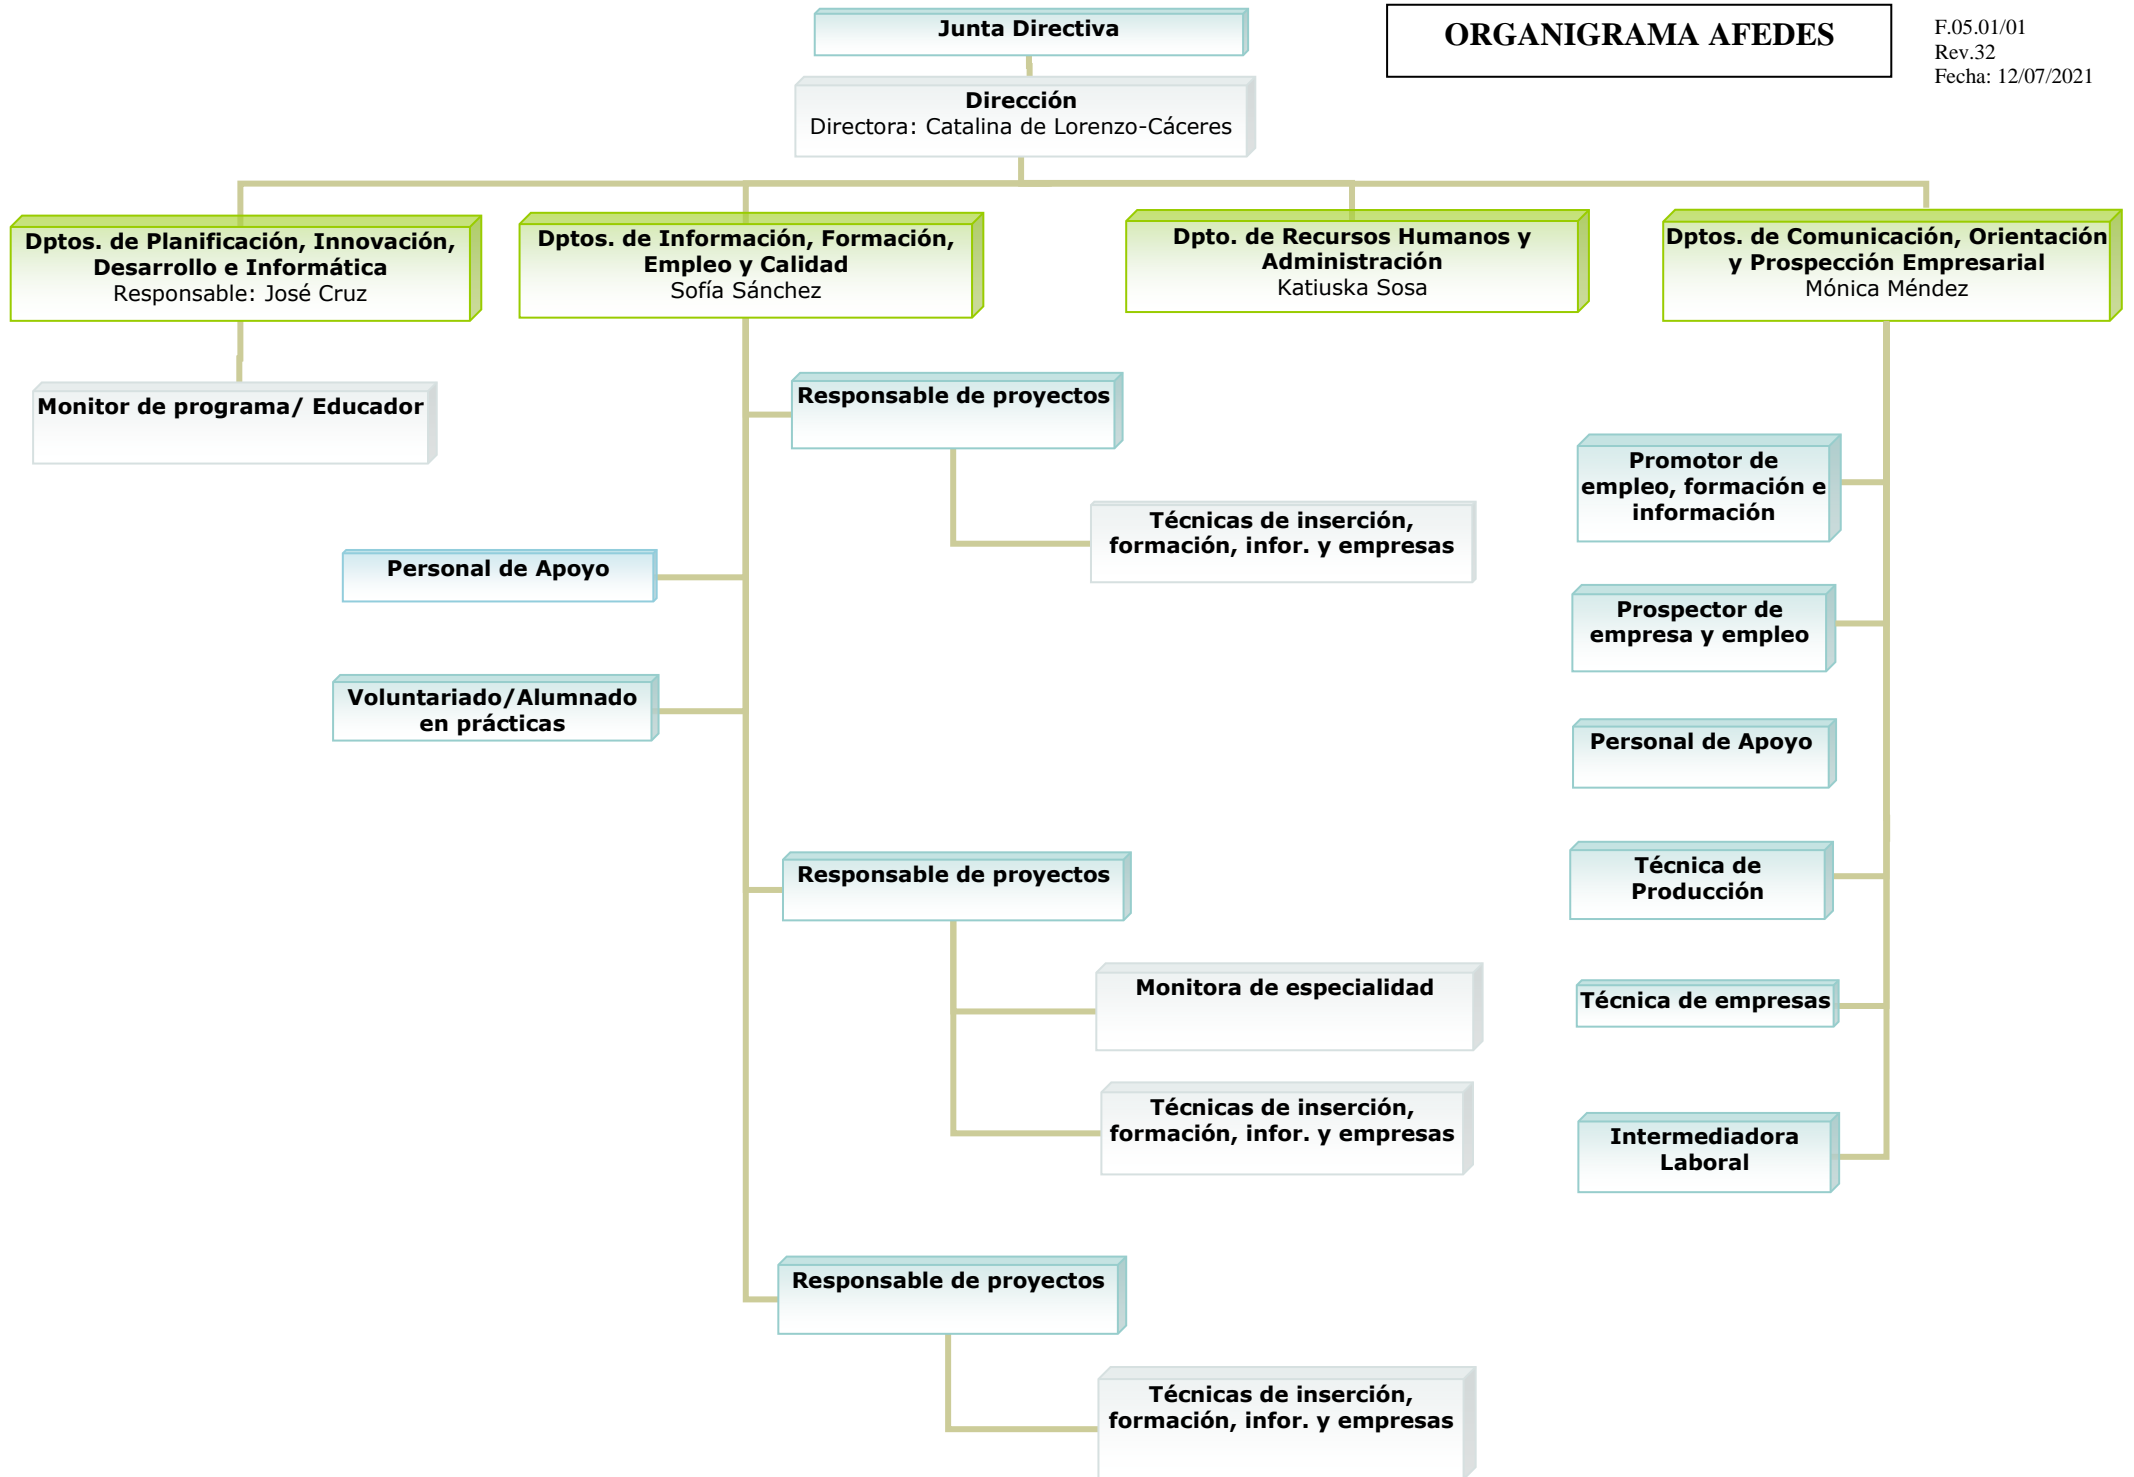 Junta Directiva
ORGANIGRAMA AFEDES
F.05.01/01
Rev.32
Fecha: 12/07/2021
Dirección
Directora: Catalina de Lorenzo-Cáceres
Dptos. de Planificación, Innovación,
Desarrollo e Informática
Responsable: José Cruz
Dptos. de Información, Formación,
Empleo y Calidad
Sofía Sánchez
Dpto. de Recursos Humanos y
Administración
Katiuska Sosa
Dptos. de Comunicación, Orientación
y Prospección Empresarial
Mónica Méndez
Monitor de programa/ Educador
Responsable de proyectos
Técnicas de inserción,
formación, infor. y empresas
Personal de Apoyo
Voluntariado/Alumnado
en prácticas
Responsable de proyectos
Monitora de especialidad
Técnicas de inserción,
formación, infor. y empresas
Responsable de proyectos
Técnicas de inserción,
formación, infor. y empresas
Promotor de
empleo, formación e
información
Prospector de
empresa y empleo
Personal de Apoyo
Técnica de
Producción
Técnica de empresas
Intermediadora
Laboral